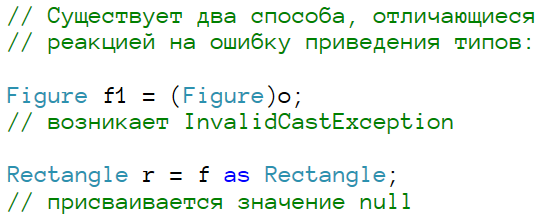 // Существует два способа, отличающиеся
// реакцией на ошибку приведения типов:
Figure f1 = (Figure)o;
// возникает InvalidCastException
Rectangle r = f as Rectangle;
// присваивается значение null